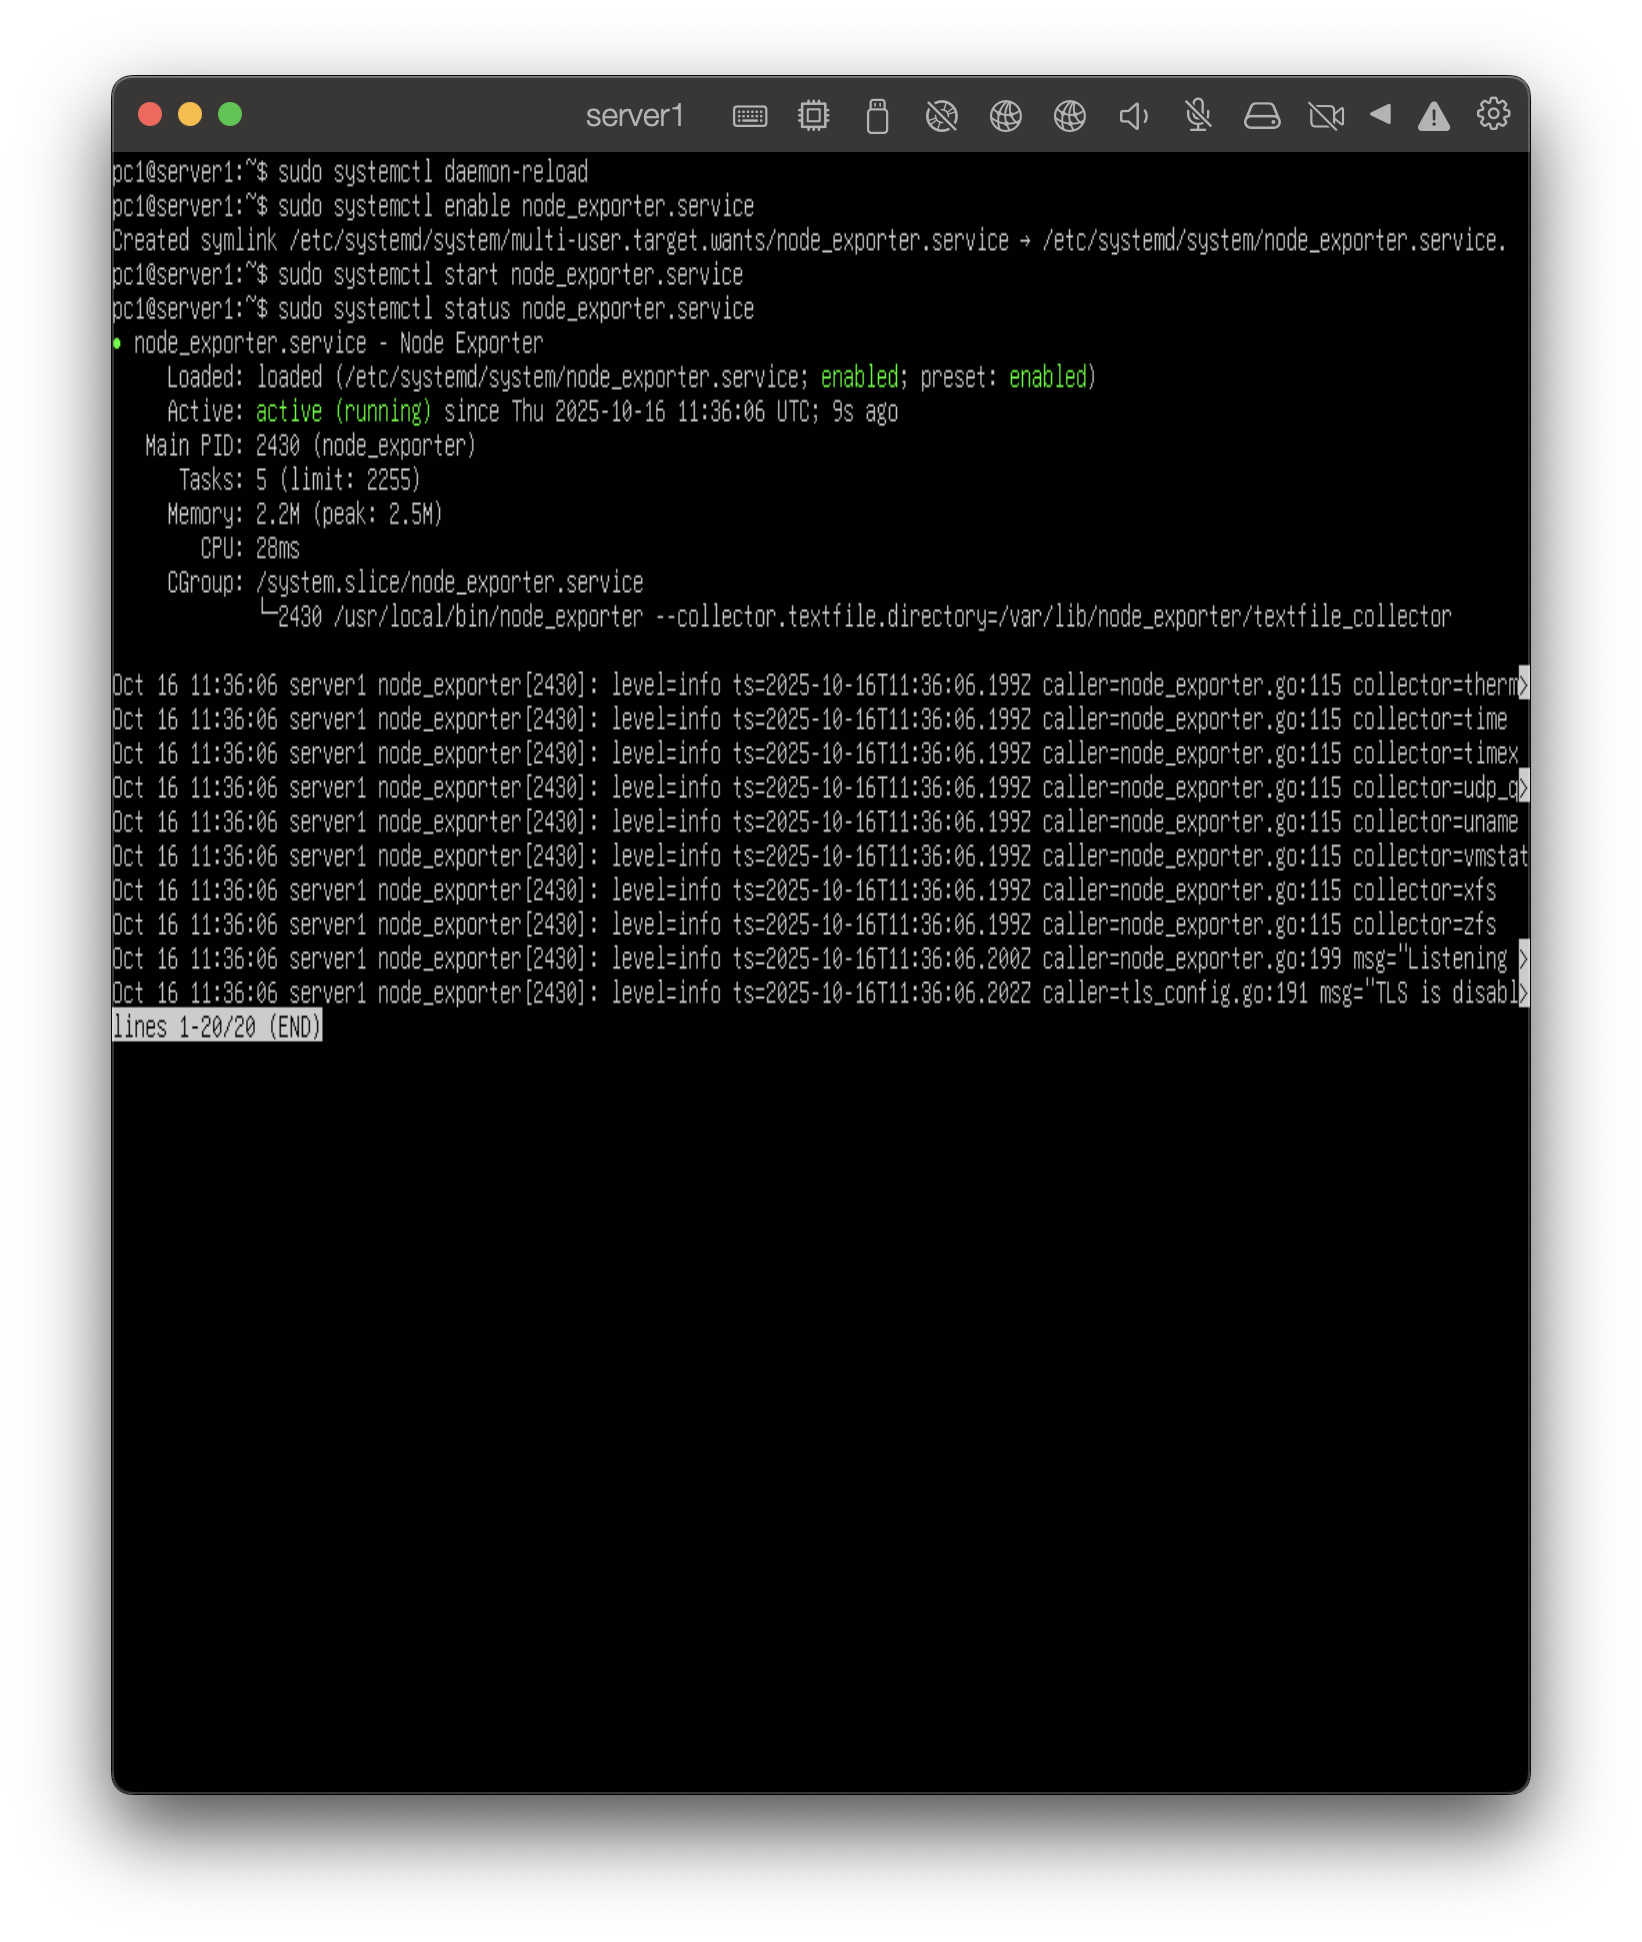 server1
pc1@server1:~$ sudo systemctl daemon-reload
pc1@server1:~$ sudo systemctl enable node_exporter.service
Created symlink /etc/systemd/system/multi-user.target.wants/node_exporter.service → /etc/systemd/system/node_exporter.service.
pc1@server1:~$ sudo systemctl start node_exporter.service
pc1@server1:~$ sudo systemctl status node_exporter.service
● node_exporter.service - Node Exporter
     Loaded: loaded (/etc/systemd/system/node_exporter.service; enabled; preset: enabled)
     Active: active (running) since Thu 2025-10-16 11:36:06 UTC; 9s ago
   Main PID: 2430 (node_exporter)
      Tasks: 5 (limit: 2255)
     Memory: 2.2M (peak: 2.5M)
        CPU: 28ms
     CGroup: /system.slice/node_exporter.service
             └─2430 /usr/local/bin/node_exporter --collector.textfile.directory=/var/lib/node_exporter/textfile_collector
Oct 16 11:36:06 server1 node_exporter[2430]: level=info ts=2025-10-16T11:36:06.199Z caller=node_exporter.go:115 collector=therm>
Oct 16 11:36:06 server1 node_exporter[2430]: level=info ts=2025-10-16T11:36:06.199Z caller=node_exporter.go:115 collector=time
Oct 16 11:36:06 server1 node_exporter[2430]: level=info ts=2025-10-16T11:36:06.199Z caller=node_exporter.go:115 collector=timex
Oct 16 11:36:06 server1 node_exporter[2430]: level=info ts=2025-10-16T11:36:06.199Z caller=node_exporter.go:115 collector=udp_q>
Oct 16 11:36:06 server1 node_exporter[2430]: level=info ts=2025-10-16T11:36:06.199Z caller=node_exporter.go:115 collector=uname
Oct 16 11:36:06 server1 node_exporter[2430]: level=info ts=2025-10-16T11:36:06.199Z caller=node_exporter.go:115 collector=vmstat
Oct 16 11:36:06 server1 node_exporter[2430]: level=info ts=2025-10-16T11:36:06.199Z caller=node_exporter.go:115 collector=xfs
Oct 16 11:36:06 server1 node_exporter[2430]: level=info ts=2025-10-16T11:36:06.199Z caller=node_exporter.go:115 collector=zfs
Oct 16 11:36:06 server1 node_exporter[2430]: level=info ts=2025-10-16T11:36:06.200Z caller=node_exporter.go:199 msg="Listening >
Oct 16 11:36:06 server1 node_exporter[2430]: level=info ts=2025-10-16T11:36:06.202Z caller=tls_config.go:191 msg="TLS is disabl>
lines 1-20/20 (END)